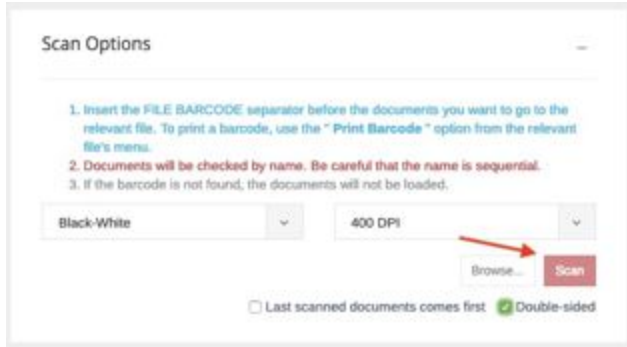 Scan Options
1. Insert the FILE BARCODE separator before the documents you want to go to the
relevant file. To print a barcode, use the " Print Barcode " option from the relevant
file's menu.
2. Documents will be checked by name. Be careful that the name is sequential.
3. If the barcode is not found, the documents will not be loaded.
Black-White 400 DPI
Browse... Scan
Last scanned documents comes first Double-sided